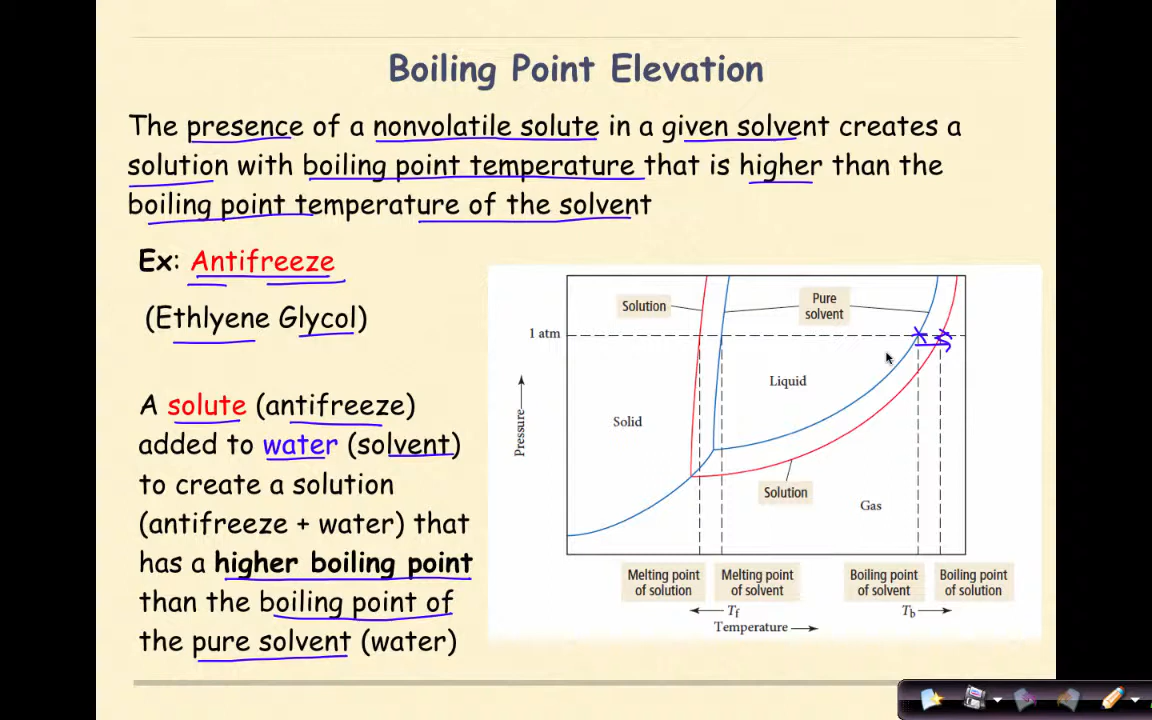 Boiling Point Elevation
The presence of a nonvolatile solute in a given solvent creates a
solution with boiling point temperature that is higher than the
boiling point temperature of the solvent
Ex: Antifreeze
(Ethlyene Glycol)
A solute (antifreeze)
added to water (solvent)
to create a solution
(antifreeze + water) that
has a higher boiling point
than the boiling point of
the pure solvent (water)
Solution
Pure
solvent
1 atm
Liquid
Solid
Pressure
Solution
Gas
Melting point
of solution
Melting point
of solvent
Boiling point
of solvent
Boiling point
of solution
Tf
Tb
Temperature